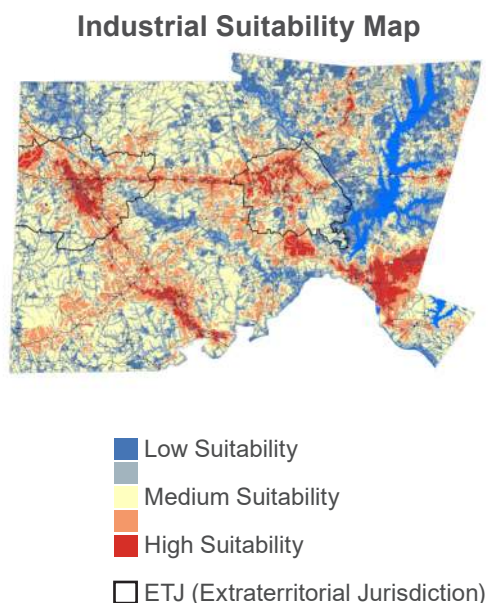 Industrial Suitability Map
Low Suitability
Medium Suitability
High Suitability
ETJ (Extraterritorial Jurisdiction)